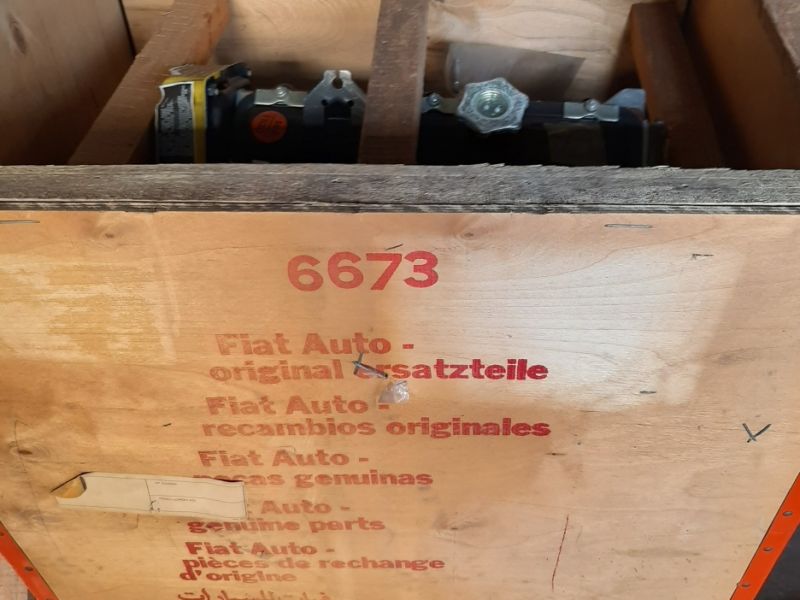 6673
Fiat Auto -
original ersatzteile
Fiat Auto -
recambios originales
Fiat Auto -
peças genuinas
Auto -
genuine parts
Fiat Auto -
pièces de rechange
d'origine